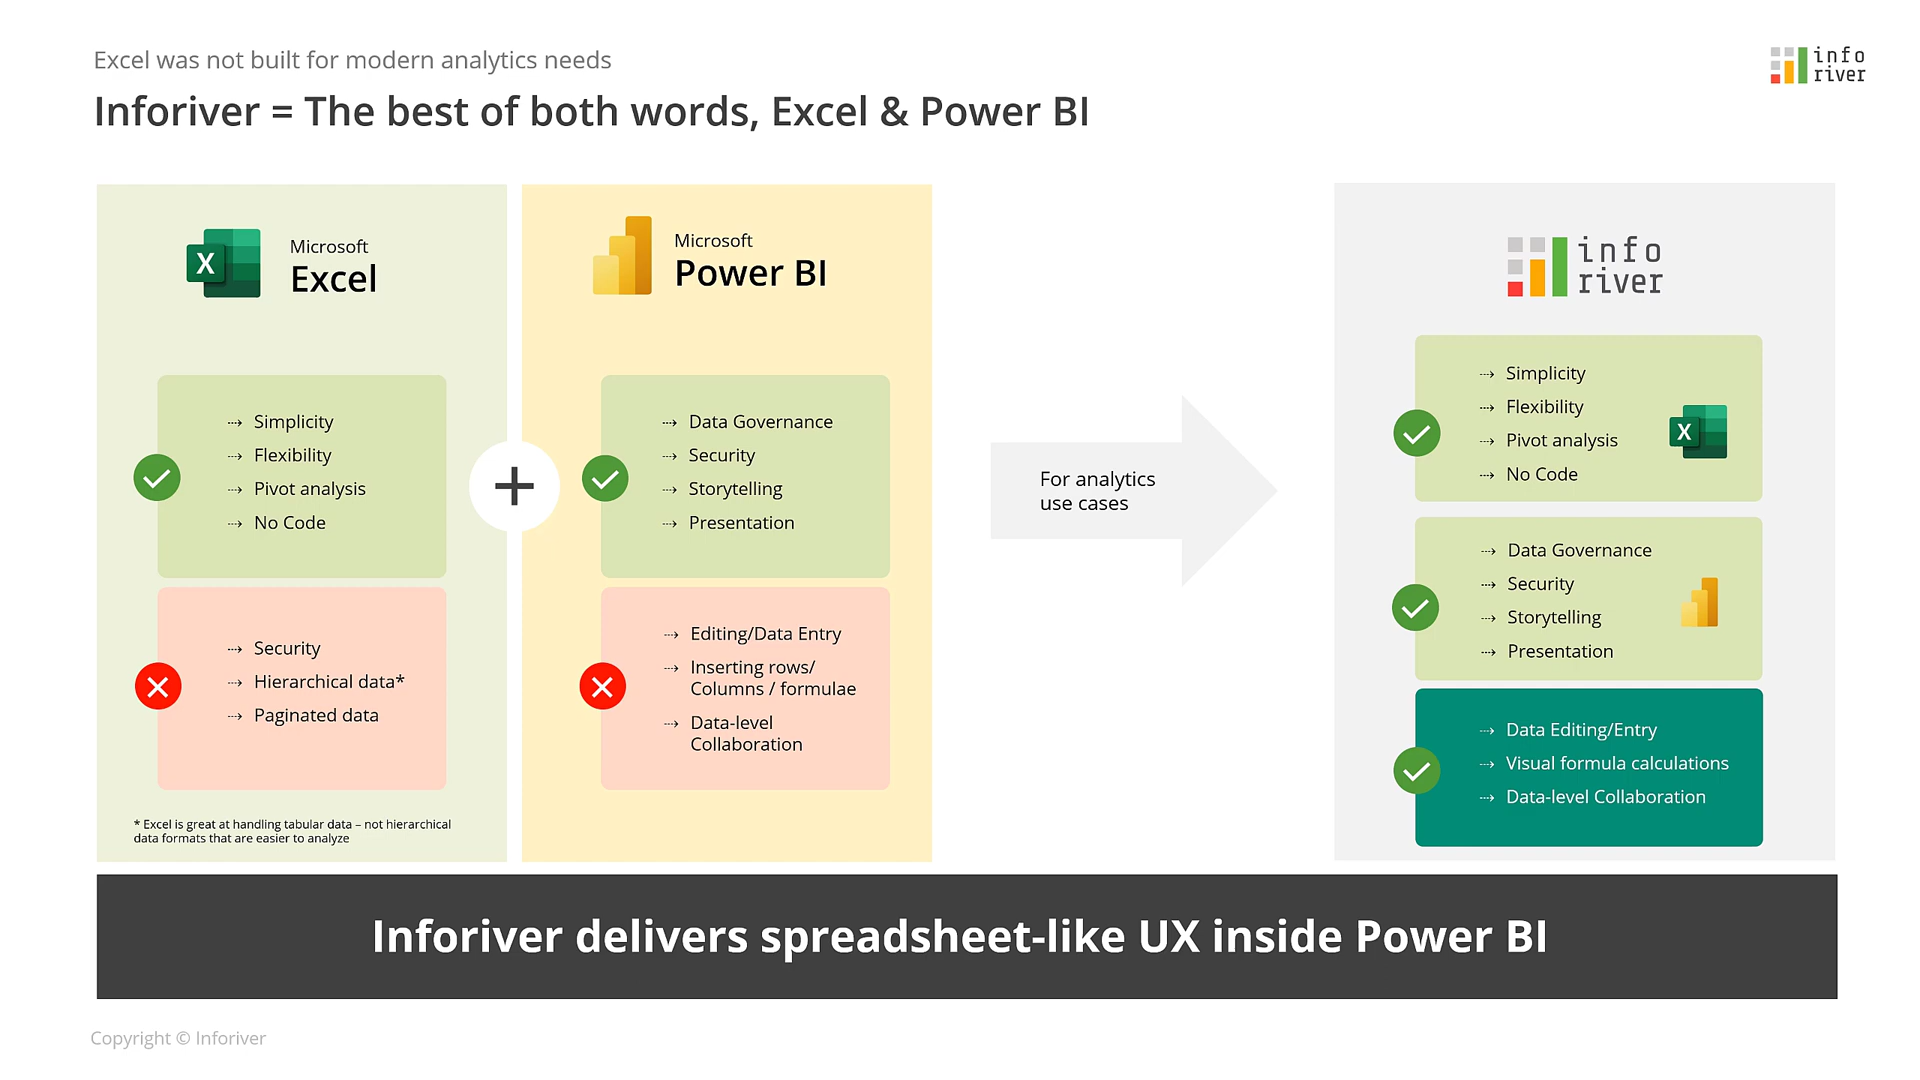 Excel was not built for modern analytics needs
Inforiver = The best of both words, Excel & Power BI
info
river
Microsoft
Excel
X
⇢ Simplicity
⇢ Flexibility
⇢ Pivot analysis
⇢ No Code
⇢ Security
⇢ Hierarchical data*
⇢ Paginated data
* Excel is great at handling tabular data – not hierarchical
data formats that are easier to analyze
+
Microsoft
Power BI
⇢ Data Governance
⇢ Security
⇢ Storytelling
⇢ Presentation
⇢ Editing/Data Entry
⇢ Inserting rows/
Columns / formulae
⇢ Data-level
Collaboration
For analytics
use cases
info
river
⇢ Simplicity
⇢ Flexibility
⇢ Pivot analysis
⇢ No Code
X
⇢ Data Governance
⇢ Security
⇢ Storytelling
⇢ Presentation
⇢ Data Editing/Entry
⇢ Visual formula calculations
⇢ Data-level Collaboration
Inforiver delivers spreadsheet-like UX inside Power BI
Copyright © Inforiver